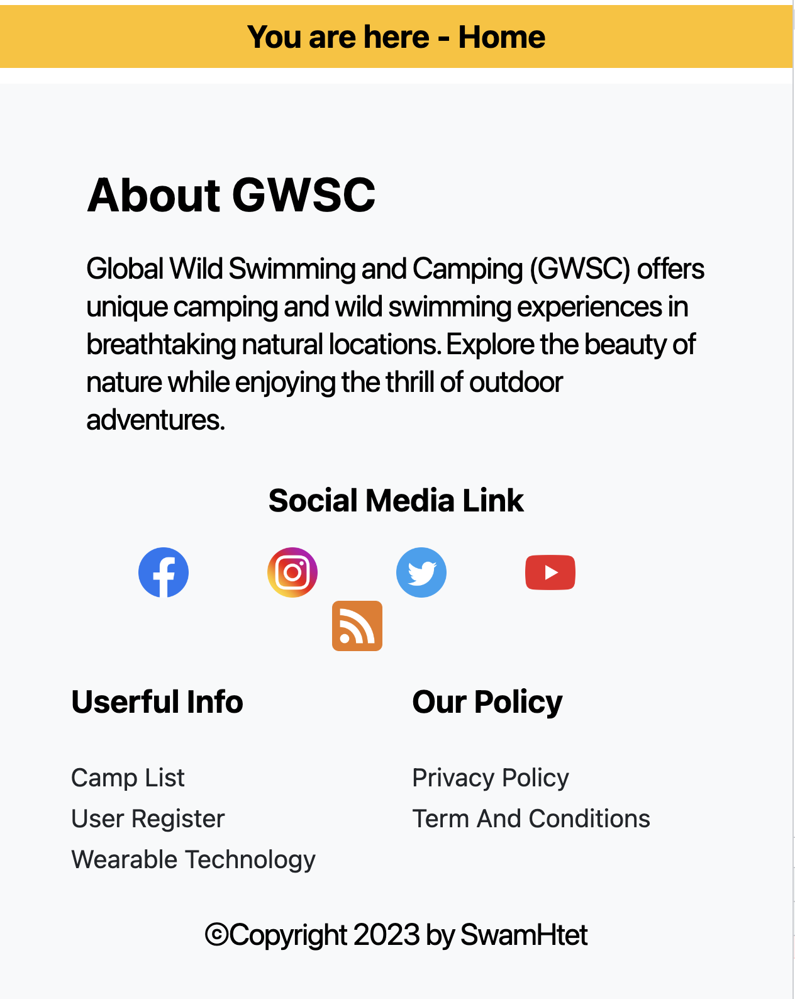 You are here - Home
About GWSC
Global Wild Swimming and Camping (GWSC) offers
unique camping and wild swimming experiences in
breathtaking natural locations. Explore the beauty of
nature while enjoying the thrill of outdoor
adventures.
Social Media Link
Userful Info
Our Policy
Camp List
Privacy Policy
User Register
Term And Conditions
Wearable Technology
©Copyright 2023 by SwamHtet